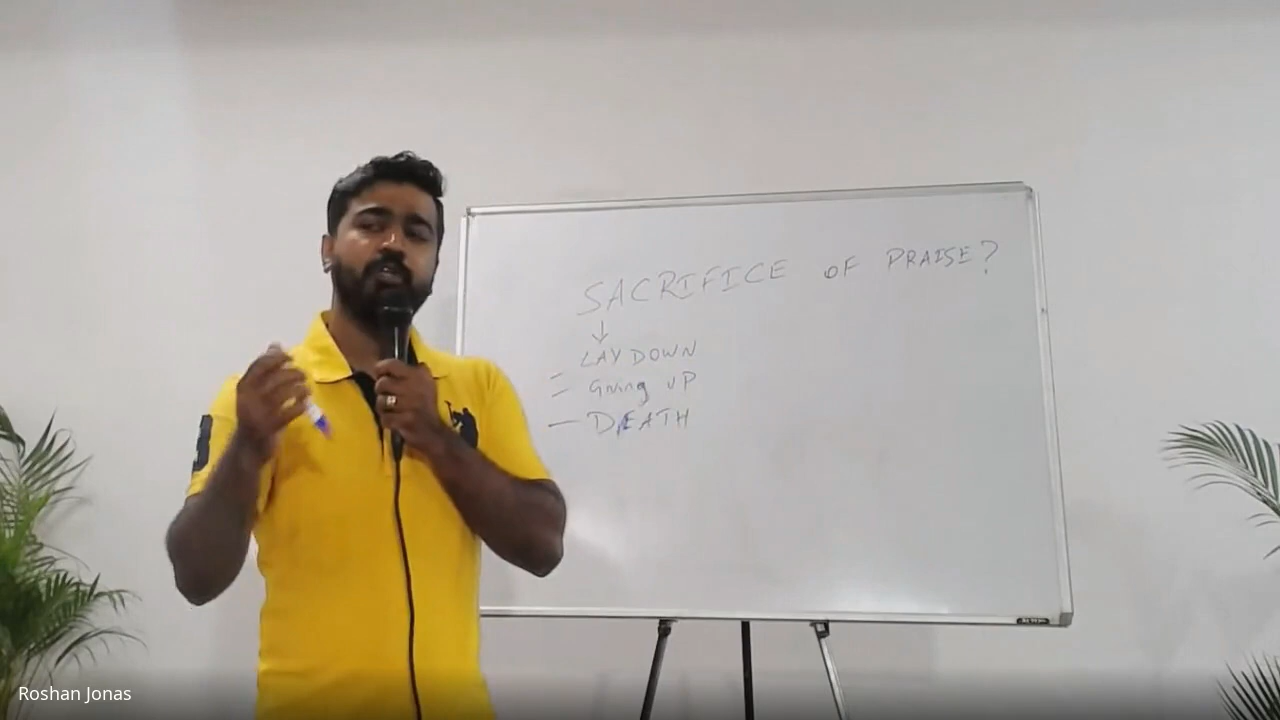 SACRIFICE OF PRAISE?
↓
LAY DOWN
- Giving UP
- DEATH
Roshan Jonas